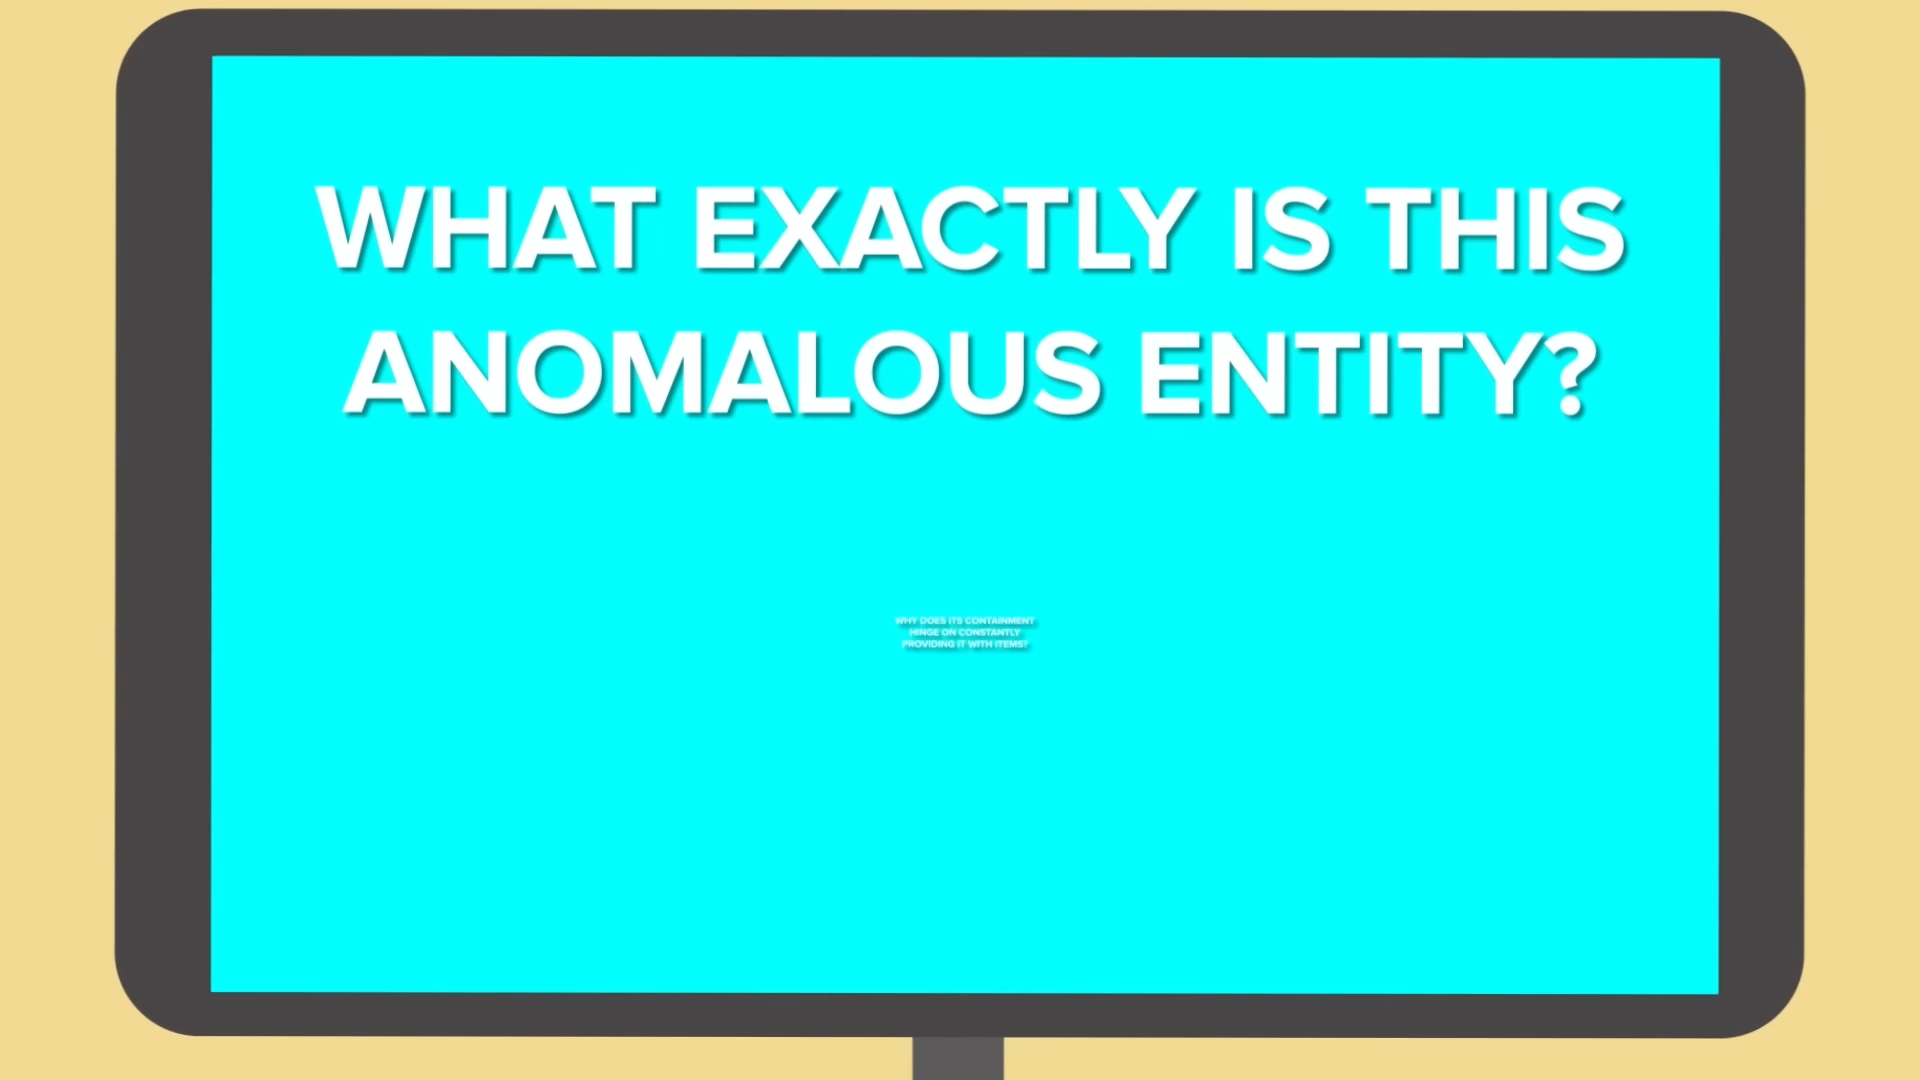 WHAT EXACTLY IS THIS
ANOMALOUS ENTITY?
WHY DOES ITS CONTAINMENT
HINGE ON CONSTANTLY
PROVIDING IT WITH ITEMS?